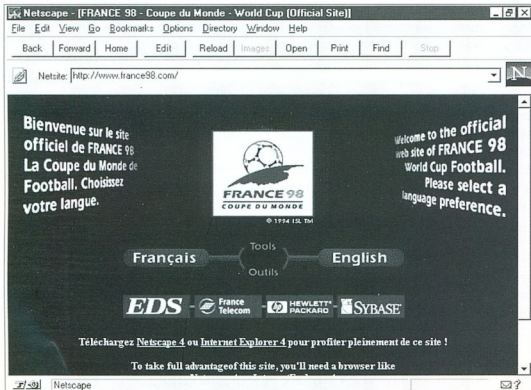 Netscape - [FRANCE 98 - Coupe du Monde - World Cup (Official Site)]
File Edit View Go Bookmarks Options Directory Window Help
Back Forward Home Edit Reload Images Open Print Find Stop
Netsite: http://www.france98.com/
N
Bienvenue sur le site
officiel de FRANCE 98
La Coupe du Monde de
Football. Choisissez
votre langue.
FRANCE 98
COUPE DU MONDE
© 1994 ISL TM
Welcome to the official
web site of FRANCE 98
World Cup Football.
Please select a
language preference.
Français
Tools
Outils
English
EDS - France Telecom - hp HEWLETT® PACKARD - SYBASE®
Téléchargez Netscape 4 ou Internet Explorer 4 pour profiter pleinement de ce site !
To take full advantageof this site, you'll need a browser like
Netscape